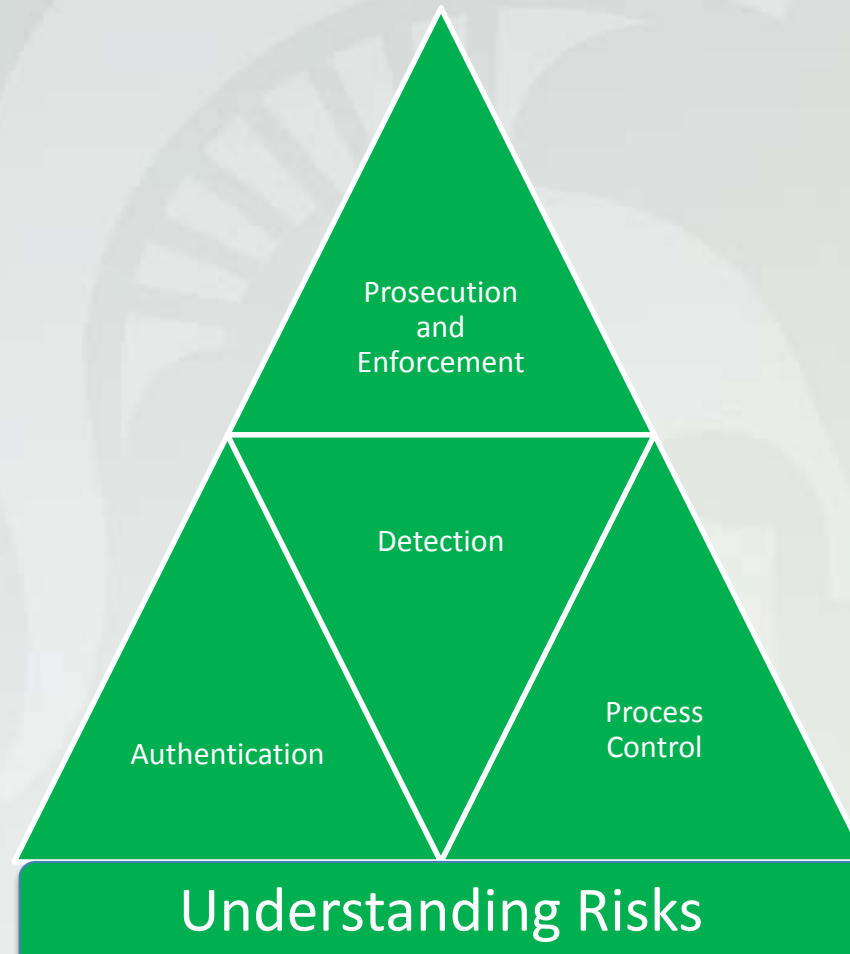 Prosecution
and
Enforcement
Detection
Authentication
Process
Control
Understanding Risks